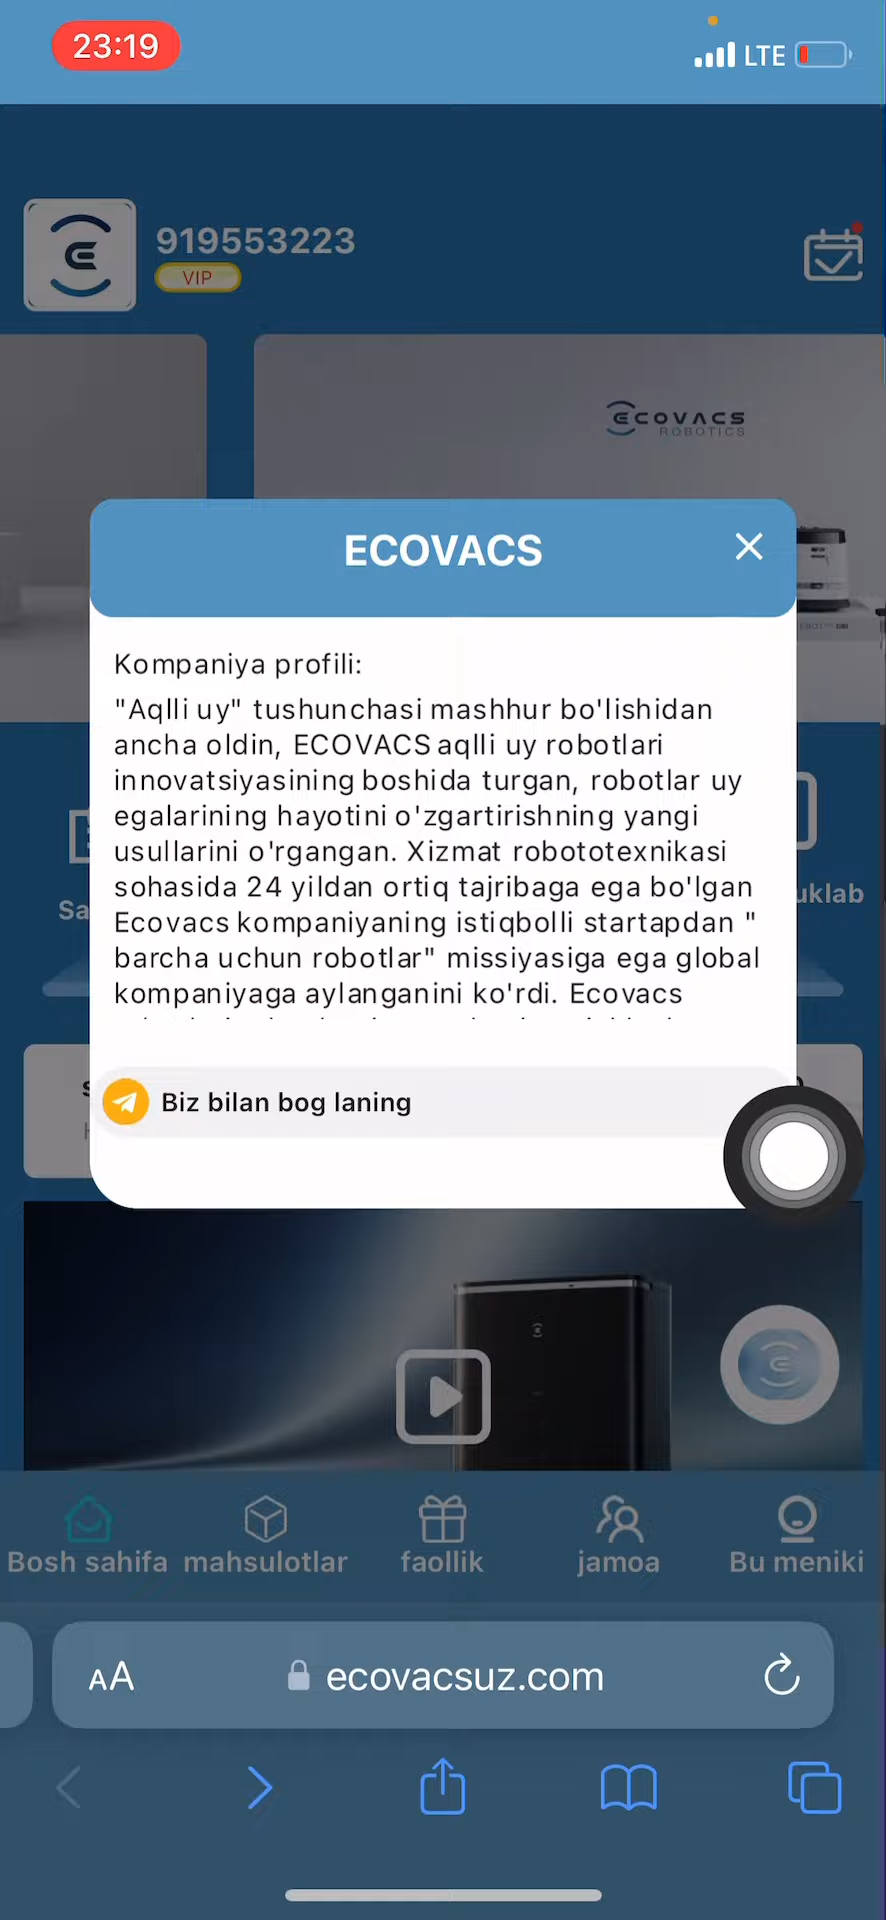 23:19
LTE
919553223
VIP
ECOVACS
ROBOTICS
ECOVACS
Kompaniya profili:
"Aqlli uy" tushunchasi mashhur bo'lishidan
ancha oldin, ECOVACS aqlli uy robotlari
innovatsiyasining boshida turgan, robotlar uy
egalarining hayotini o'zgartirishning yangi
usullarini o'rgangan. Xizmat robototexnikasi
sohasida 24 yildan ortiq tajribaga ega bo'lgan
Ecovacs kompaniyaning istiqbolli startapdan "
barcha uchun robotlar" missiyasiga ega global
kompaniyaga aylanganini ko'rdi. Ecovacs
Sa
uklab
Biz bilan bog laning
Bosh sahifa
mahsulotlar
faollik
jamoa
Bu meniki
AA
ecovacsuz.com